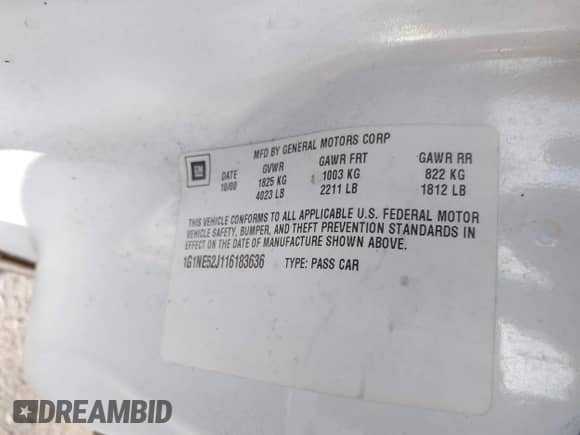 MFD BY GENERAL MOTORS CORP
GM
DATE GVWR GAWR FRT GAWR RR
10/00 1825 KG 1003 KG 822 KG
4023 LB 2211 LB 1812 LB
THIS VEHICLE CONFORMS TO ALL APPLICABLE U.S. FEDERAL MOTOR
VEHICLE SAFETY, BUMPER, AND THEFT PREVENTION STANDARDS IN
EFFECT ON THE DATE OF MANUFACTURE SHOWN ABOVE.
1G1NE52J116183636 TYPE: PASS CAR
DREAMBID